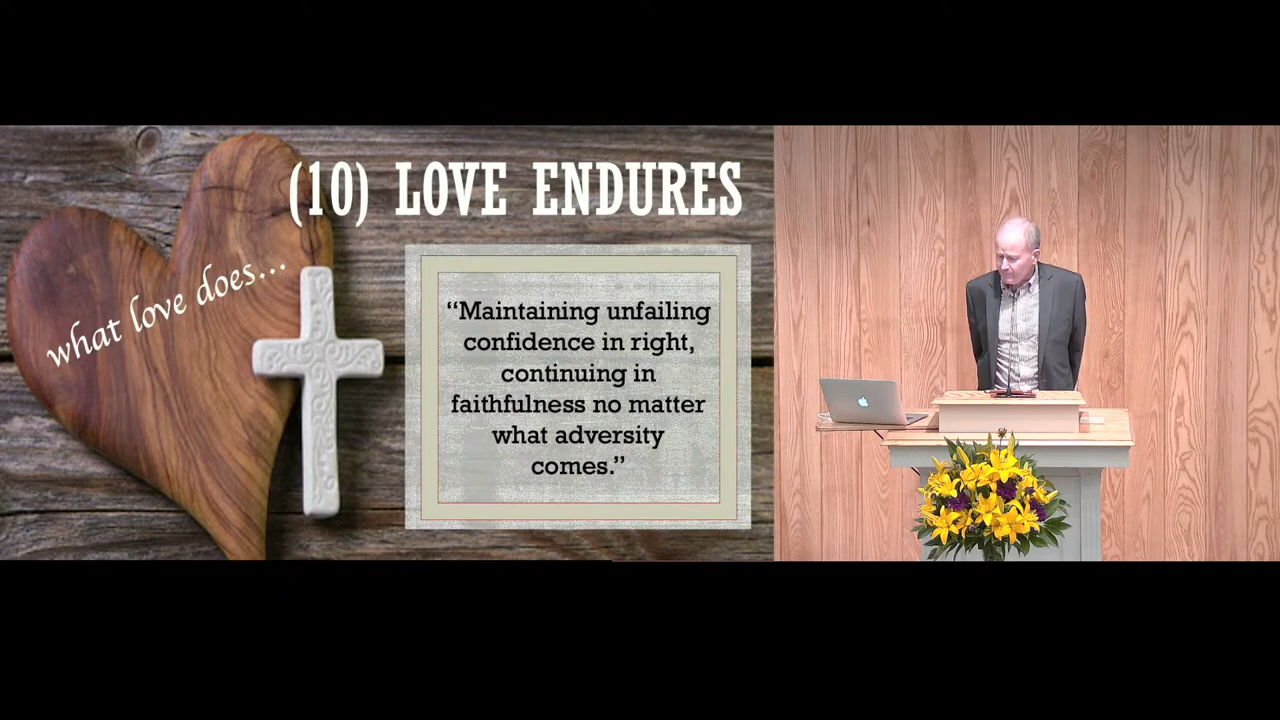 (10) LOVE ENDURES
what love does...
“Maintaining unfailing
confidence in right,
continuing in
faithfulness no matter
what adversity
comes.”